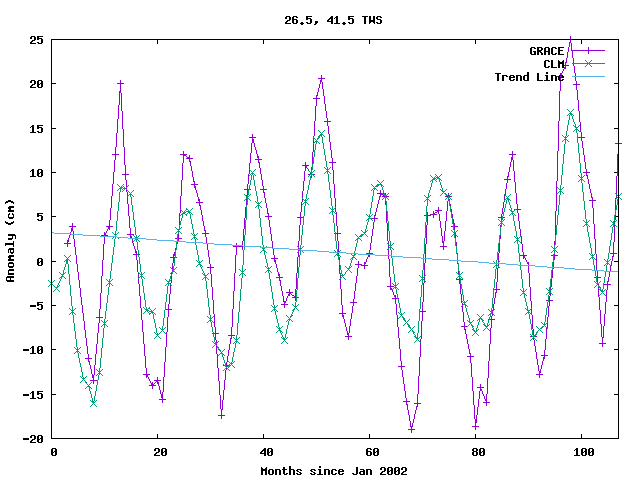 26.5, 41.5 TWS
GRACE
CLM
Trend Line
25
20
15
10
5
0
-5
-10
-15
-20
Anomaly (cm)
0 20 40 60 80 100
Months since Jan 2002